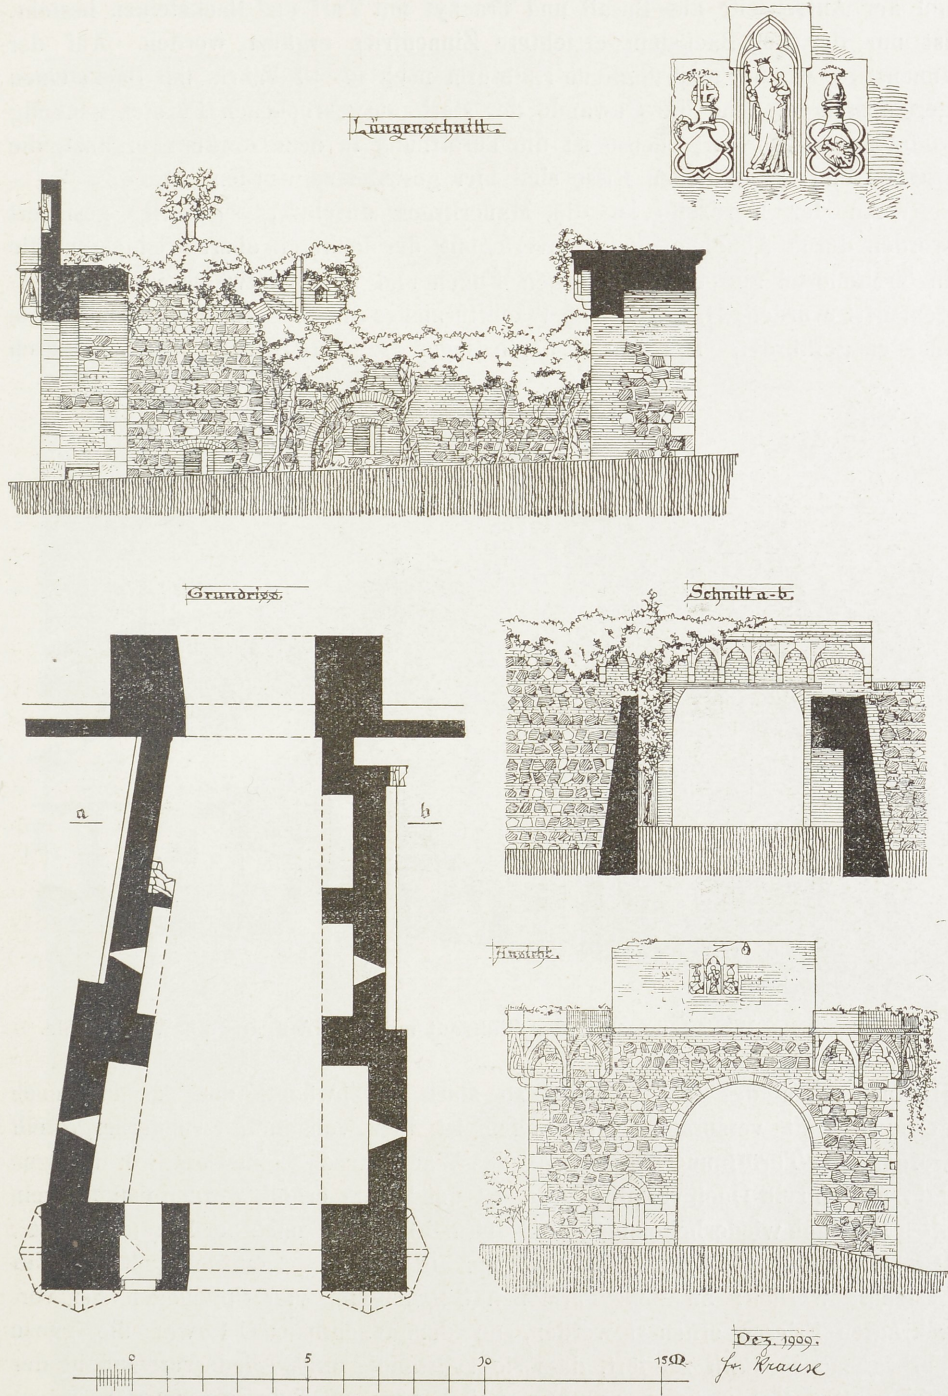 Längenschnitt.
Grundriss.
Schnitt a-b.
a
b
Ansicht.
0 5 10 15 M.
Dez. 1909.
Fr. Krause